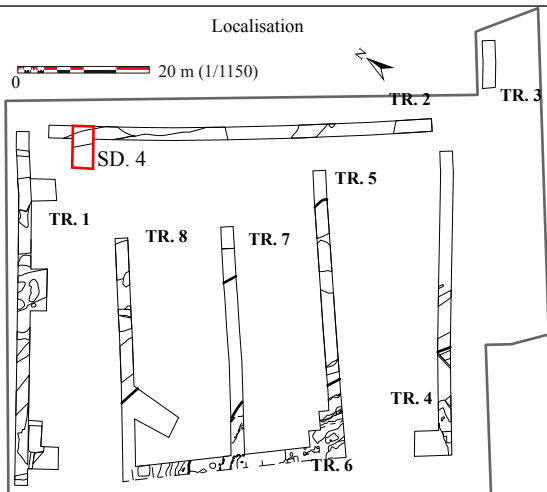 Localisation
20 m (1/1150)
0
N
TR. 3
TR. 2
SD. 4
TR. 5
TR. 1
TR. 8
TR. 7
TR. 4
TR. 6